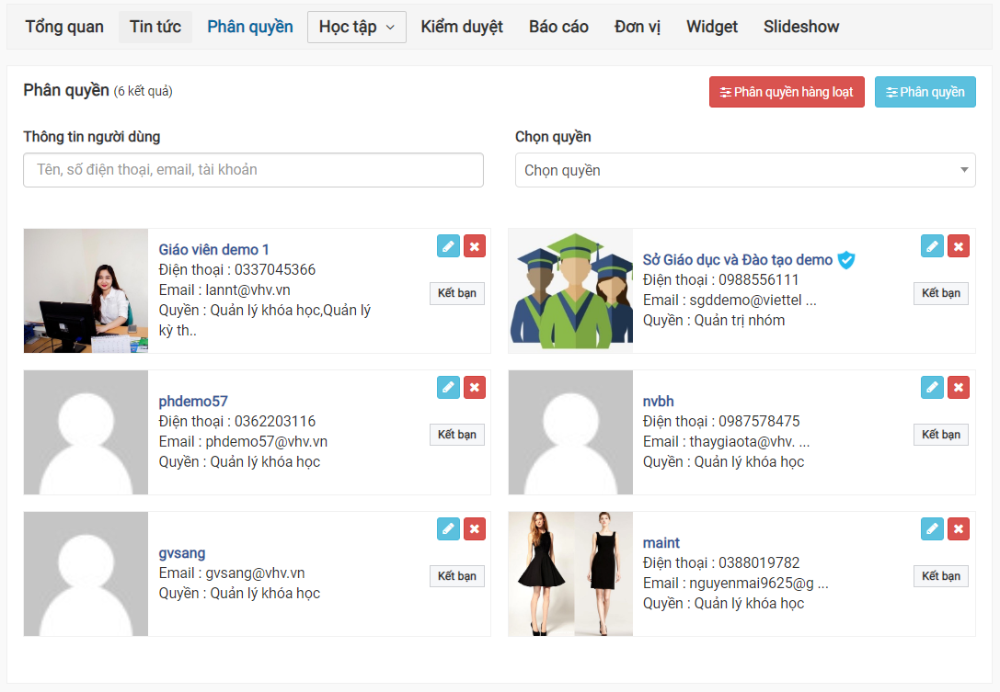 Tổng quan Tin tức Phân quyền Học tập Kiểm duyệt Báo cáo Đơn vị Widget Slideshow
Phân quyền (6 kết quả) Phân quyền hàng loạt Phân quyền
Thông tin người dùng Chọn quyền
Tên, số điện thoại, email, tài khoản Chọn quyền
Giáo viên demo 1
Điện thoại : 0337045366
Email : lannt@vhv.vn
Quyền : Quản lý khóa học,Quản lý
kỳ th..
Kết bạn
Sở Giáo dục và Đào tạo demo
Điện thoại : 0988556111
Email : sgddemo@viettel ...
Quyền : Quản trị nhóm
Kết bạn
phdemo57
Điện thoại : 0362203116
Email : phdemo57@vhv.vn
Quyền : Quản lý khóa học
Kết bạn
nvbh
Điện thoại : 0987578475
Email : thaygiaota@vhv. ...
Quyền : Quản lý khóa học
Kết bạn
gvsang
Email : gvsang@vhv.vn
Quyền : Quản lý khóa học
Kết bạn
maint
Điện thoại : 0388019782
Email : nguyenmai9625@g ...
Quyền : Quản lý khóa học
Kết bạn